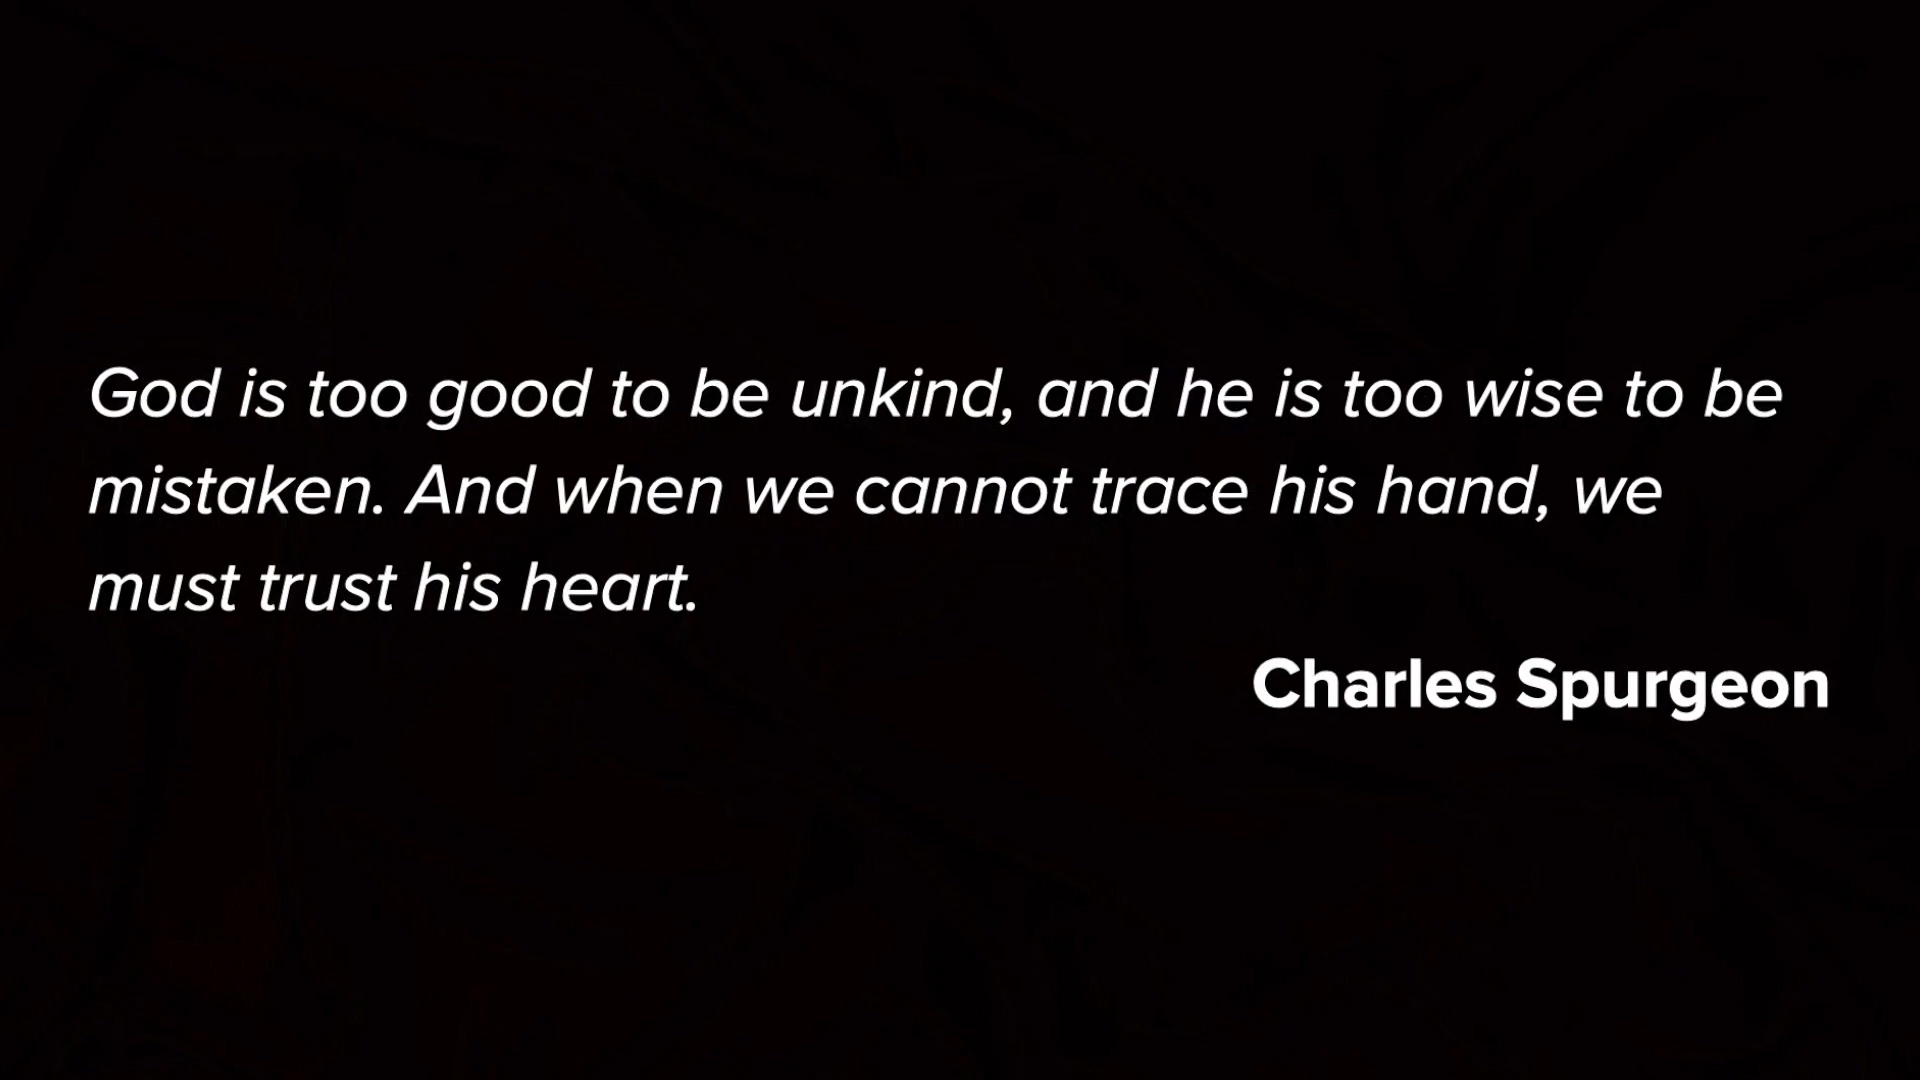 God is too good to be unkind, and he is too wise to be
mistaken. And when we cannot trace his hand, we
must trust his heart.
Charles Spurgeon